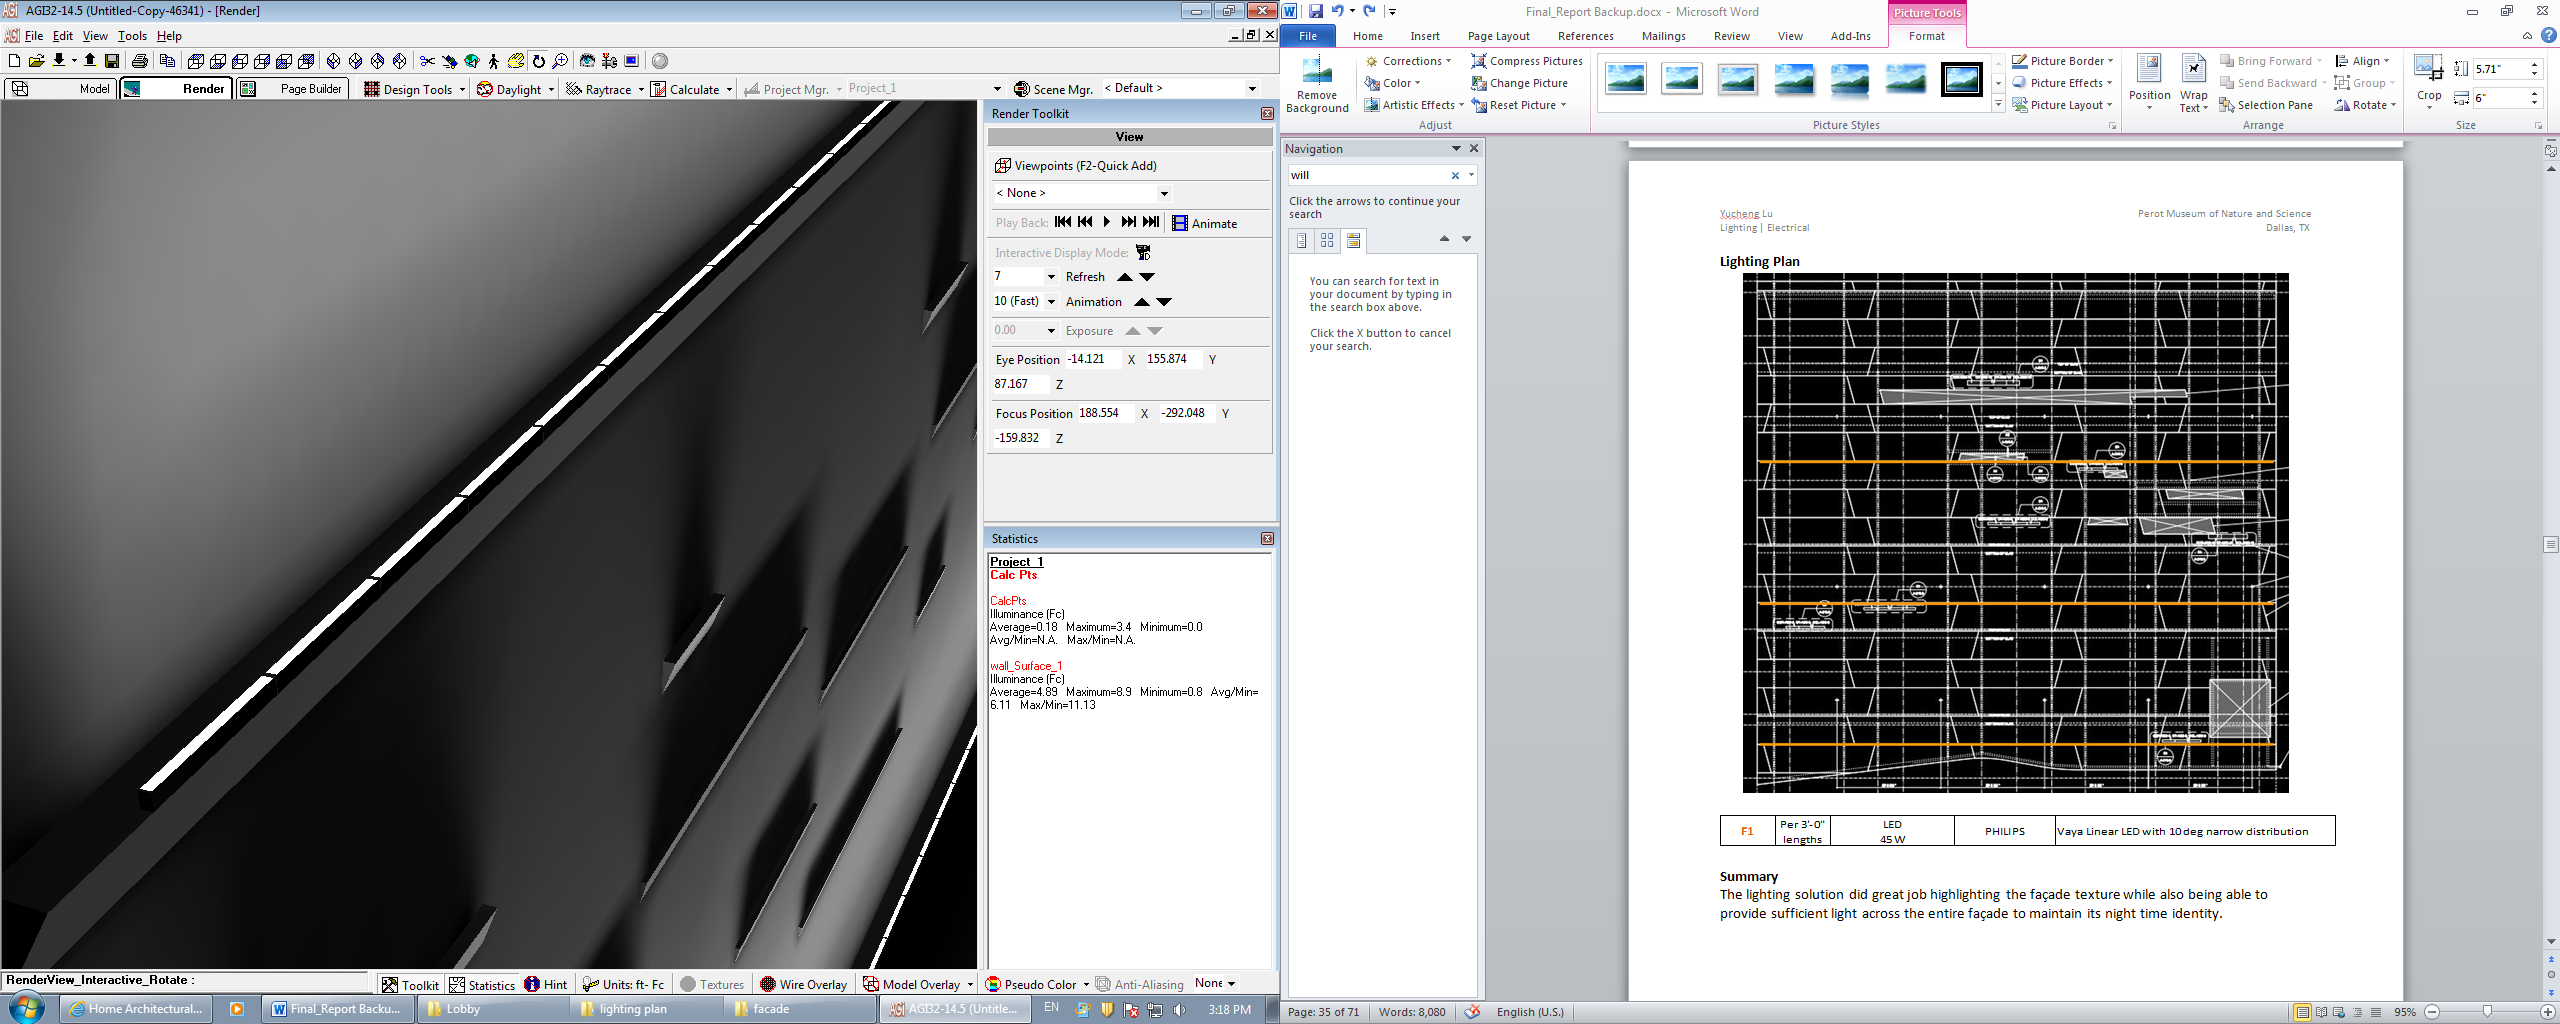 AGI32-14.5 (Untitled-Copy-46341) - [Render]
File Edit View Tools Help
Model Render Page Builder Design Tools Daylight Raytrace Calculate Project Mgr. Project_1 Scene Mgr. < Default >
Render Toolkit
View
Viewpoints (F2-Quick Add)
< None >
Play Back: Animate
Interactive Display Mode:
7 Refresh
10 (Fast) Animation
0.00 Exposure
Eye Position -14.121 X 155.874 Y
87.167 Z
Focus Position 188.554 X -292.048 Y
-159.832 Z
Statistics
Project_1
Calc Pts
CalcPts
Illuminance (Fc)
Average=0.18 Maximum=3.4 Minimum=0.0
Avg/Min=N.A. Max/Min=N.A.
wall_Surface_1
Illuminance (Fc)
Average=4.89 Maximum=8.9 Minimum=0.8 Avg/Min=
6.11 Max/Min=11.13
RenderView_Interactive_Rotate :
Toolkit Statistics Hint Units: ft- Fc Textures Wire Overlay Model Overlay Pseudo Color Anti-Aliasing None
Home Architectural... Final_Report Backu... Lobby lighting plan facade AGI32-14.5 (Untitle... EN 3:18 PM
Final_Report Backup.docx - Microsoft Word
Picture Tools
File Home Insert Page Layout References Mailings Review View Add-Ins Format
Remove Background
Corrections
Color
Artistic Effects
Compress Pictures
Change Picture
Reset Picture
Adjust
Picture Styles
Picture Border
Picture Effects
Picture Layout
Position
Wrap Text
Bring Forward
Send Backward
Selection Pane
Align
Group
Rotate
Arrange
Crop
5.71"
6"
Size
Navigation
will
Click the arrows to continue your
search
You can search for text in
your document by typing in
the search box above.
Click the X button to cancel
your search.
Yucheng Lu Perot Museum of Nature and Science
Lighting | Electrical Dallas, TX
Lighting Plan
F1 Per 3'-0" lengths LED 45 W PHILIPS Vaya Linear LED with 10 deg narrow distribution
Summary
The lighting solution did great job highlighting the façade texture while also being able to
provide sufficient light across the entire façade to maintain its night time identity.
Page: 35 of 71 Words: 8,080 English (U.S.) 95%